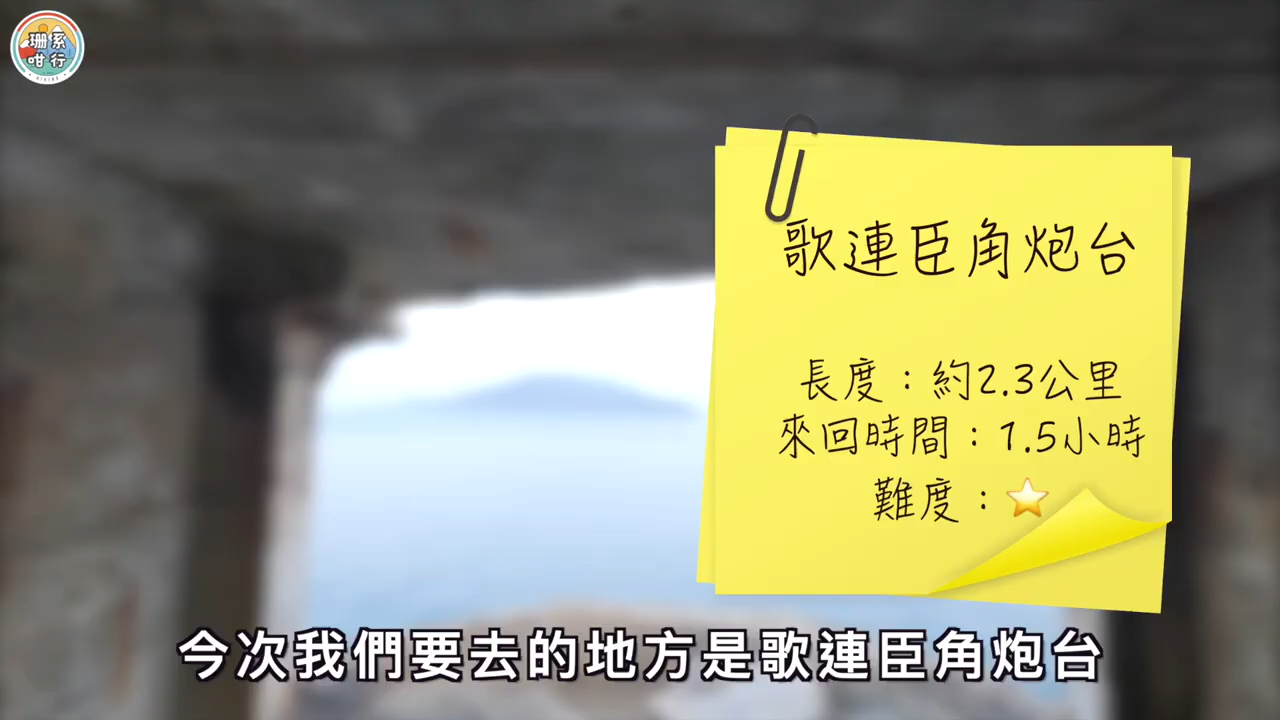 珊係
咁行
HIKING
歌連臣角炮台
長度：約2.3公里
來回時間：1.5小時
難度：⭐
今次我們要去的地方是歌連臣角炮台